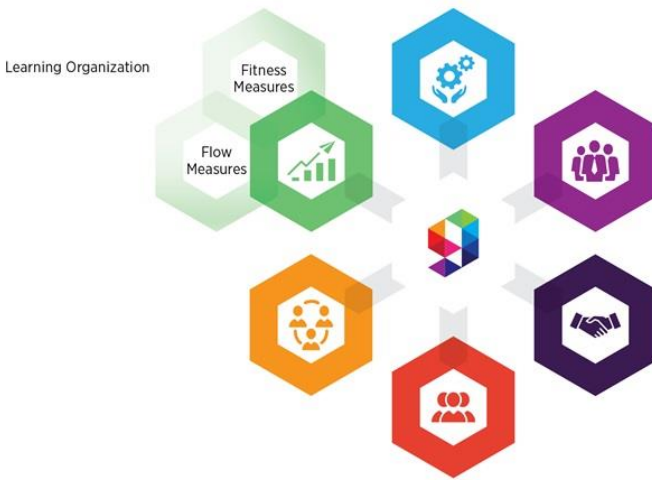 Learning Organization
Fitness
Measures
Flow
Measures